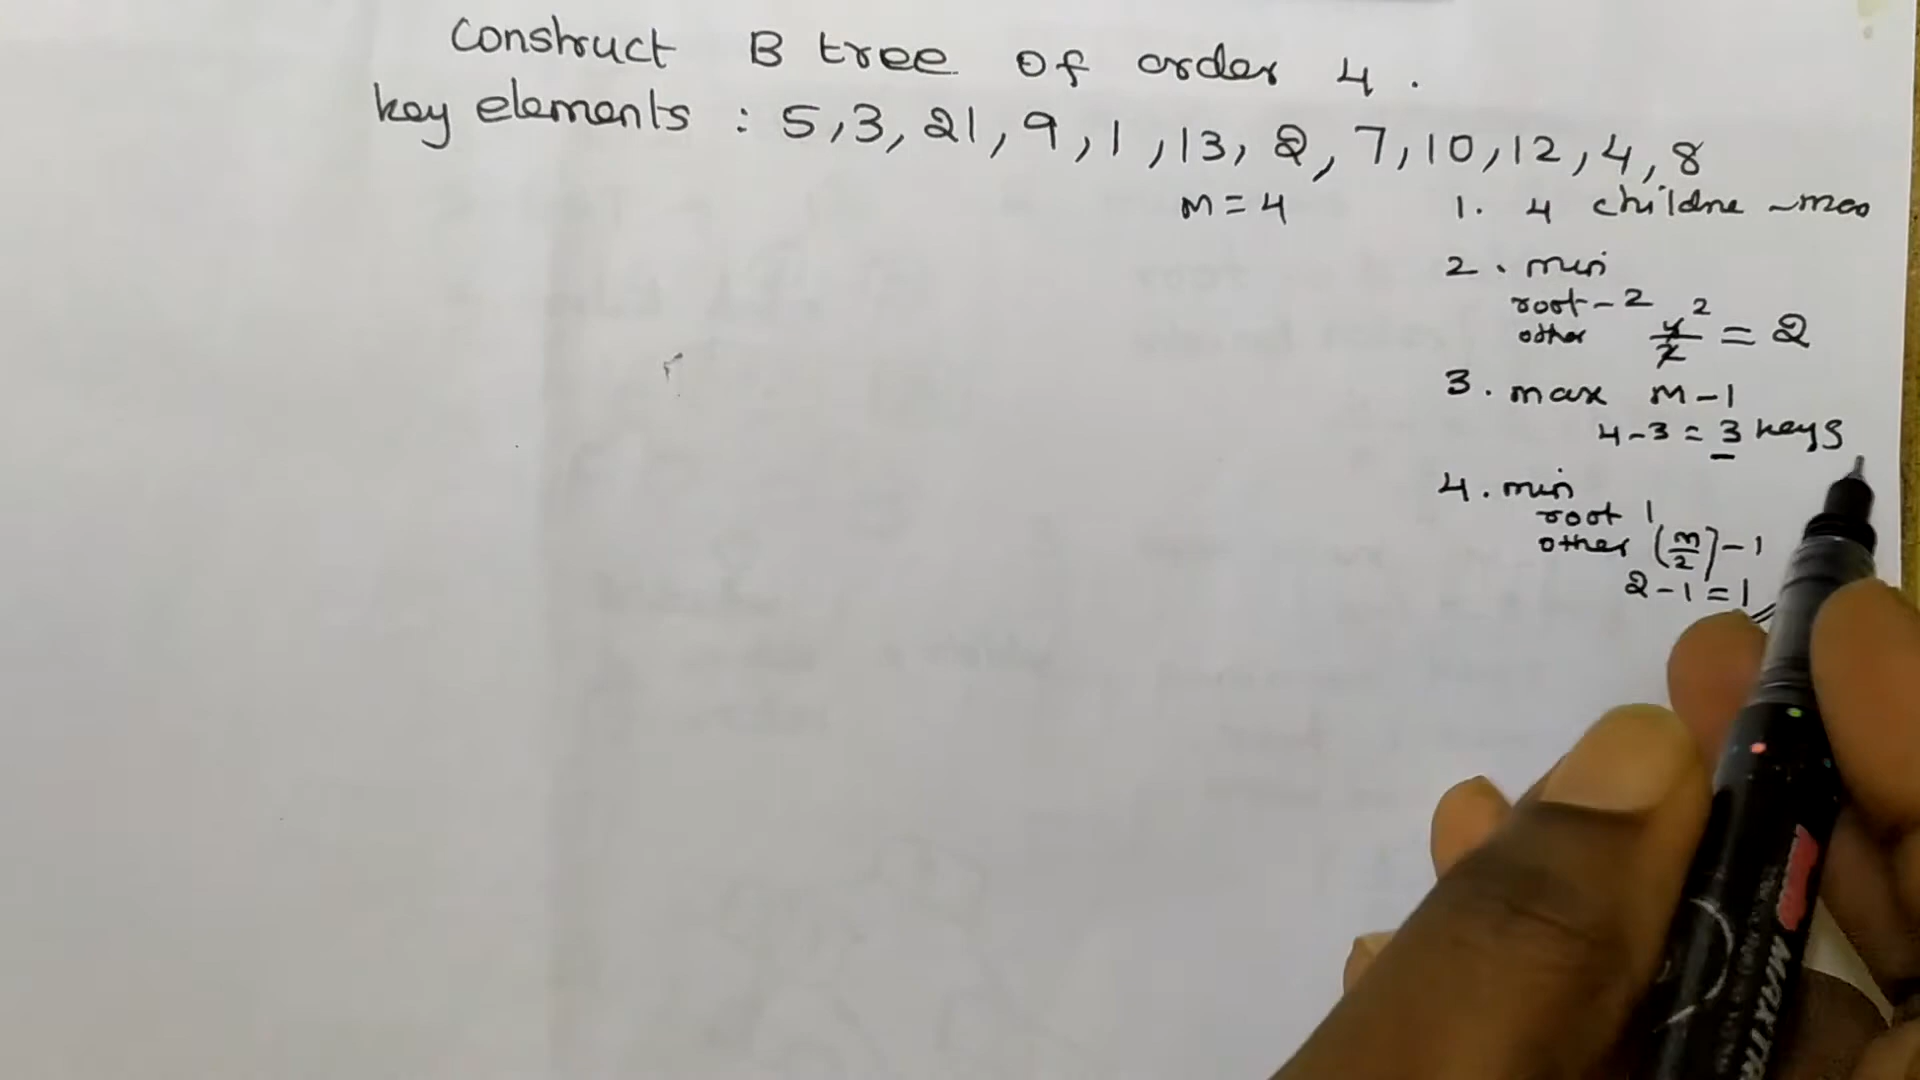 Construct B tree of order 4.
key elements : 5,3, 21, 9, 1, 13, 2, 7, 10, 12, 4, 8
m = 4
1. 4 childne - 
2. min
root - 2
other 4/2 2 = 2
3. max m-1
4-3 = 3 keys
4. min
root 1
other (m/2]-1
2-1=1